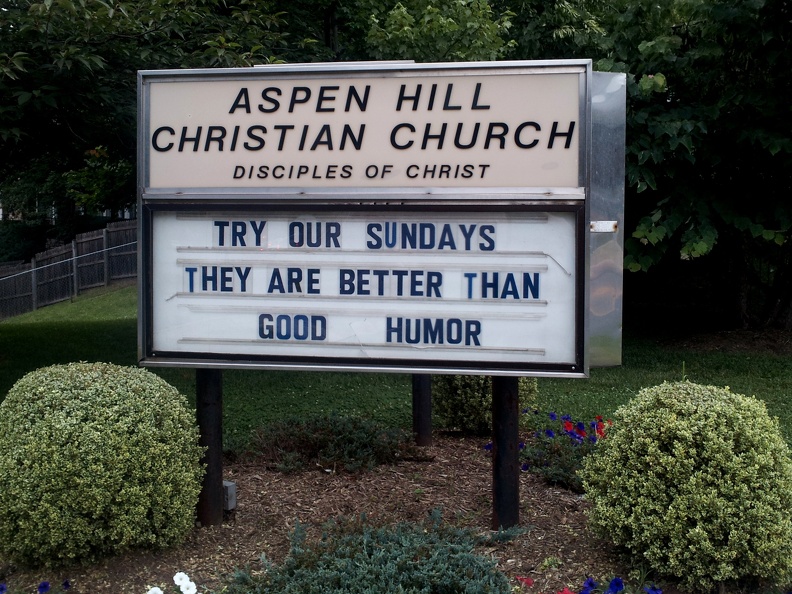 ASPEN HILL
CHRISTIAN CHURCH
DISCIPLES OF CHRIST
TRY OUR SUNDAYS
THEY ARE BETTER THAN
GOOD HUMOR